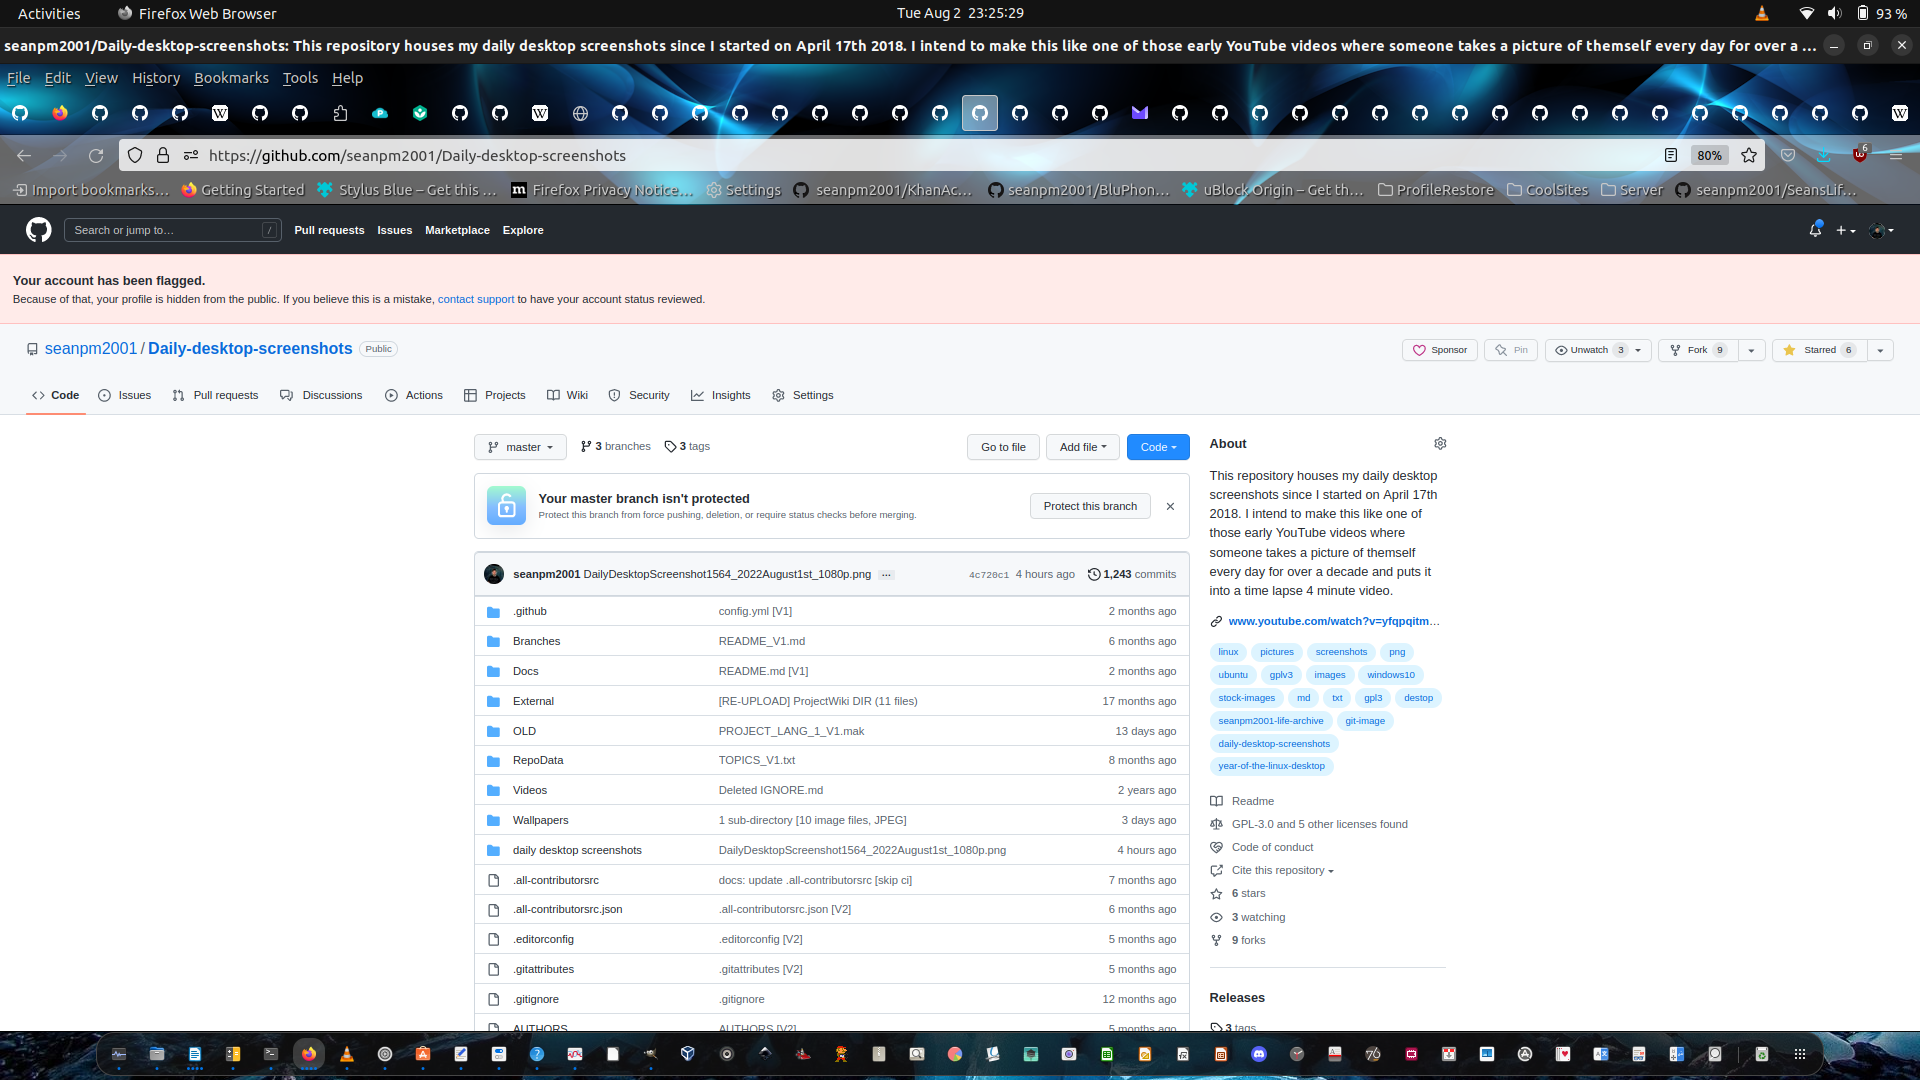 Activities
Firefox Web Browser
Tue Aug 2 23:25:29
93 %
seanpm2001/Daily-desktop-screenshots: This repository houses my daily desktop screenshots since I started on April 17th 2018. I intend to make this like one of those early YouTube videos where someone takes a picture of themself every day for over a ...
File Edit View History Bookmarks Tools Help
https://github.com/seanpm2001/Daily-desktop-screenshots
80%
6
Import bookmarks...
Getting Started
Stylus Blue – Get this ...
Firefox Privacy Notice...
Settings
seanpm2001/KhanAc...
seanpm2001/BluPhon...
uBlock Origin – Get th...
ProfileRestore
CoolSites
Server
seanpm2001/SeansLif...
Search or jump to...
/
Pull requests Issues Marketplace Explore
Your account has been flagged.
Because of that, your profile is hidden from the public. If you believe this is a mistake, contact support to have your account status reviewed.
seanpm2001 / Daily-desktop-screenshots Public
Sponsor
Pin
Unwatch 3
Fork 9
Starred 6
Code
Issues
Pull requests
Discussions
Actions
Projects
Wiki
Security
Insights
Settings
master
3 branches
3 tags
Go to file
Add file
Code
Your master branch isn't protected
Protect this branch from force pushing, deletion, or require status checks before merging.
Protect this branch
seanpm2001 DailyDesktopScreenshot1564_2022August1st_1080p.png ...
4c720c1 4 hours ago 1,243 commits
.github config.yml [V1] 2 months ago
Branches README_V1.md 6 months ago
Docs README.md [V1] 2 months ago
External [RE-UPLOAD] ProjectWiki DIR (11 files) 17 months ago
OLD PROJECT_LANG_1_V1.mak 13 days ago
RepoData TOPICS_V1.txt 8 months ago
Videos Deleted IGNORE.md 2 years ago
Wallpapers 1 sub-directory [10 image files, JPEG] 3 days ago
daily desktop screenshots DailyDesktopScreenshot1564_2022August1st_1080p.png 4 hours ago
.all-contributorsrc docs: update .all-contributorsrc [skip ci] 7 months ago
.all-contributorsrc.json .all-contributorsrc.json [V2] 6 months ago
.editorconfig .editorconfig [V2] 5 months ago
.gitattributes .gitattributes [V2] 5 months ago
.gitignore .gitignore 12 months ago
AUTHORS AUTHORS [V2] 5 months ago
About
This repository houses my daily desktop
screenshots since I started on April 17th
2018. I intend to make this like one of
those early YouTube videos where
someone takes a picture of themself
every day for over a decade and puts it
into a time lapse 4 minute video.
www.youtube.com/watch?v=yfqpqitm...
linux pictures screenshots png
ubuntu gplv3 images windows10
stock-images md txt gpl3 destop
seanpm2001-life-archive git-image
daily-desktop-screenshots
year-of-the-linux-desktop
Readme
GPL-3.0 and 5 other licenses found
Code of conduct
Cite this repository
6 stars
3 watching
9 forks
Releases
3 tags